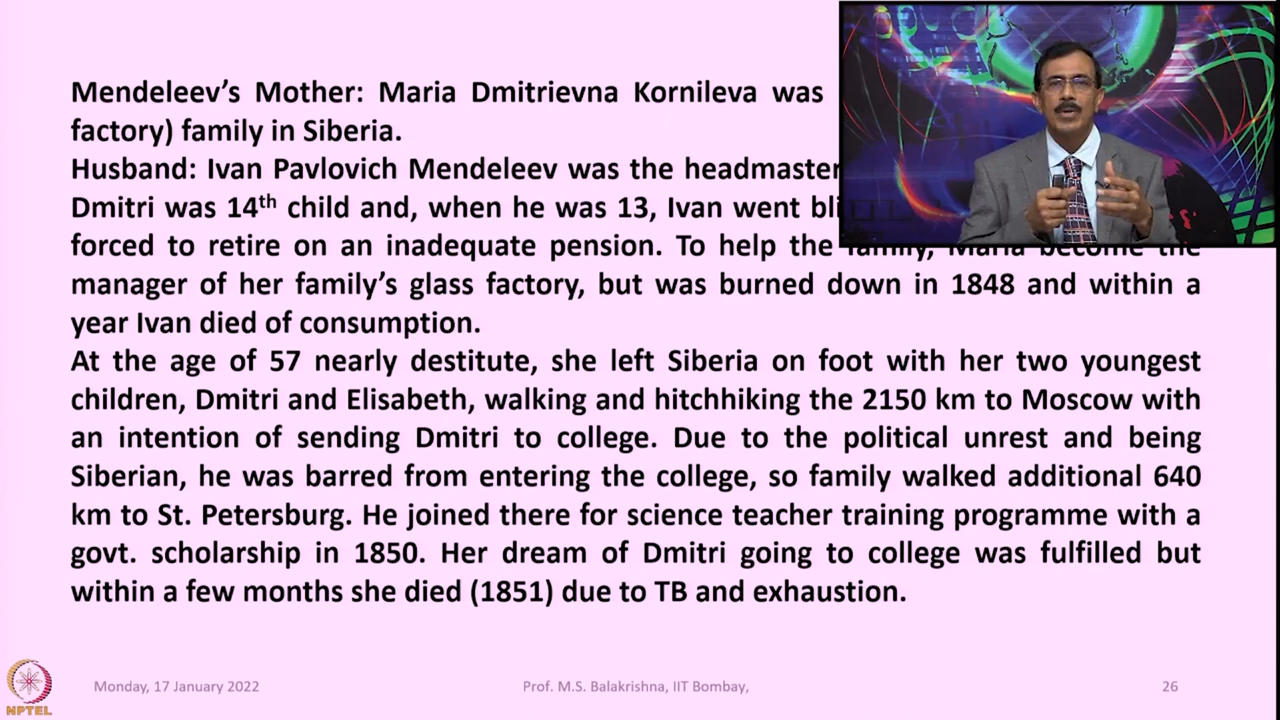 Mendeleev's Mother: Maria Dmitrievna Kornileva was
factory) family in Siberia.
Husband: Ivan Pavlovich Mendeleev was the headmaster
Dmitri was 14th child and, when he was 13, Ivan went
forced to retire on an inadequate pension. To help the family, Maria become the
manager of her family's glass factory, but was burned down in 1848 and within a
year Ivan died of consumption.
At the age of 57 nearly destitute, she left Siberia on foot with her two youngest
children, Dmitri and Elisabeth, walking and hitchhiking the 2150 km to Moscow with
an intention of sending Dmitri to college. Due to the political unrest and being
Siberian, he was barred from entering the college, so family walked additional 640
km to St. Petersburg. He joined there for science teacher training programme with a
govt. scholarship in 1850. Her dream of Dmitri going to college was fulfilled but
within a few months she died (1851) due to TB and exhaustion.
NPTEL
Monday, 17 January 2022
Prof. M.S. Balakrishna, IIT Bombay,
26